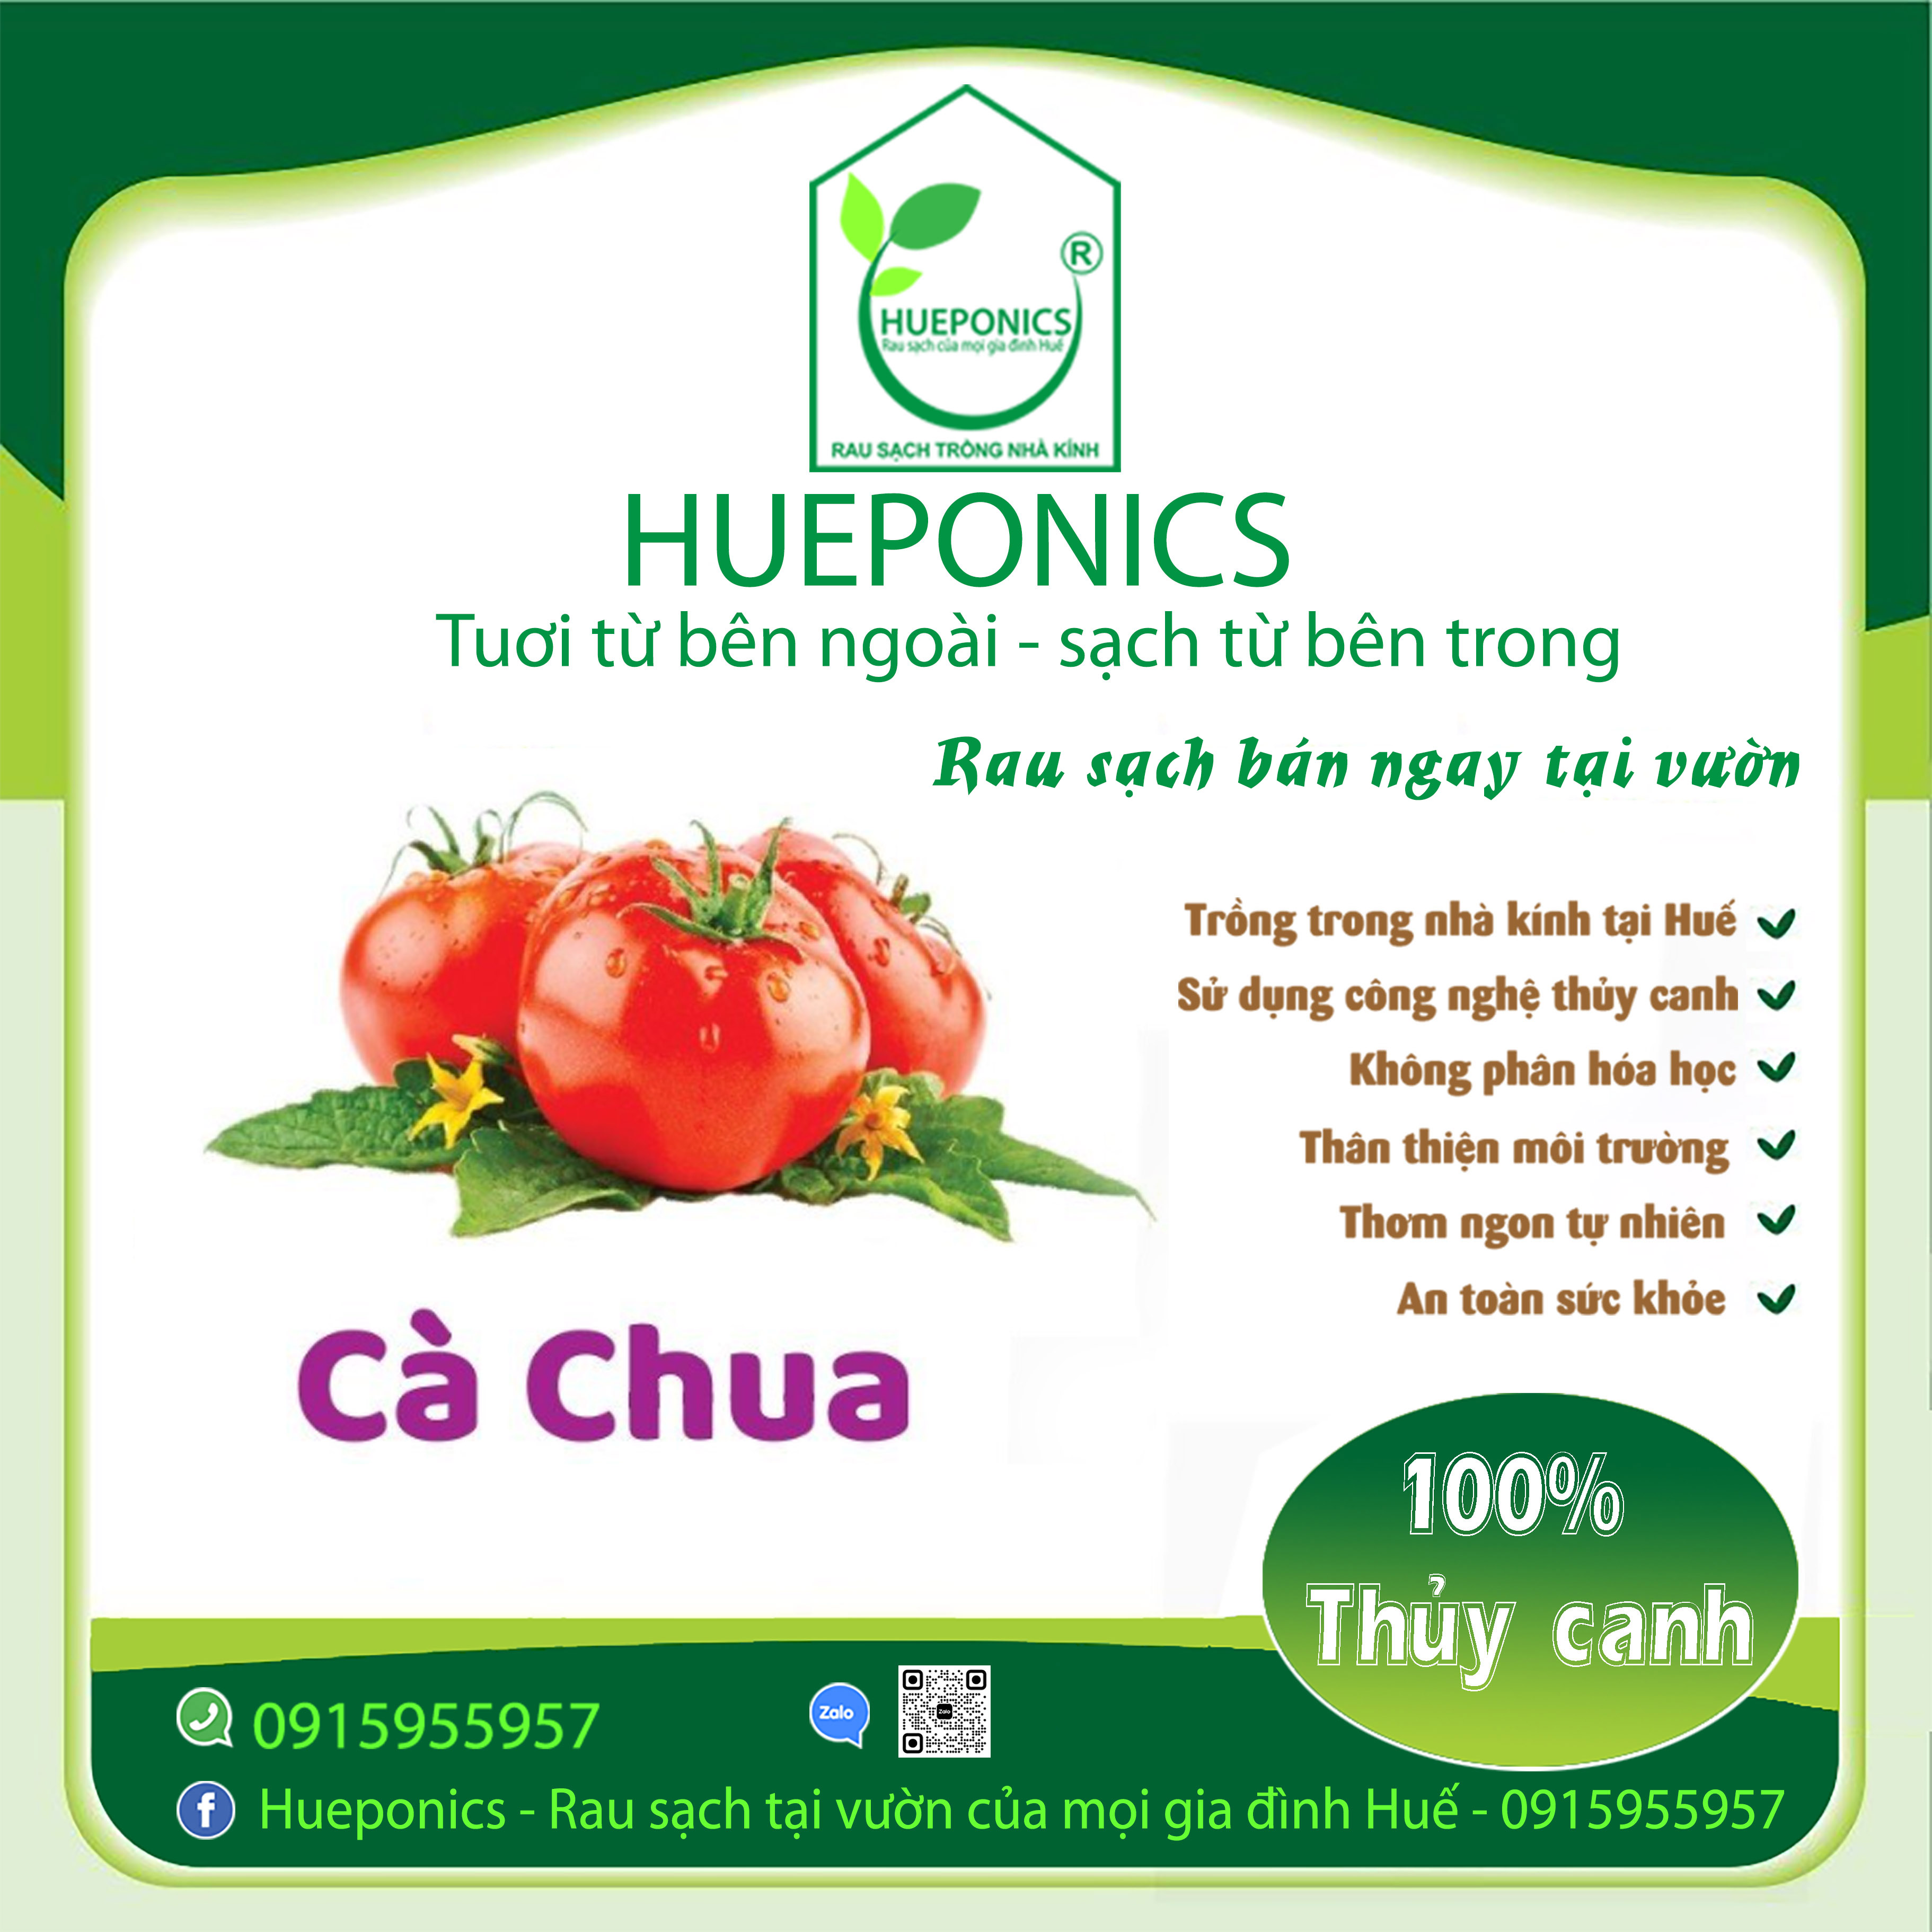 ®
HUEPONICS
Rau sạch của mọi gia đình Huế
RAU SẠCH TRỒNG NHÀ KÍNH
HUEPONICS
Tuơi từ bên ngoài - sạch từ bên trong
Rau sạch bán ngay tại vườn
Trồng trong nhà kính tại Huế
Sử dụng công nghệ thủy canh
Không phân hóa học
Thân thiện môi trường
Thơm ngon tự nhiên
An toàn sức khỏe
Cà Chua
100%
Thủy canh
0915955957
Zalo
Zalo
Hueponics - Rau sạch tại vườn của mọi gia đình Huế - 0915955957